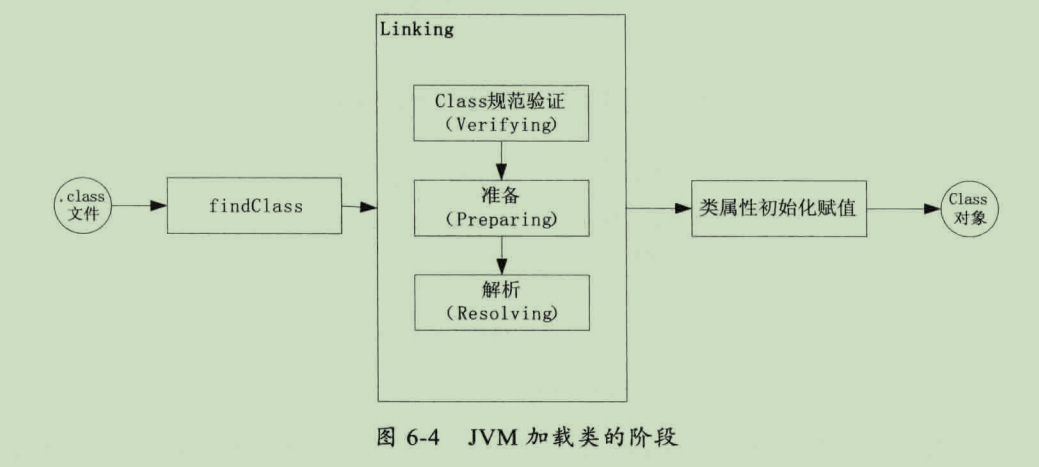 Linking
Class规范验证
(Verifying)
.class
文件
findClass
准备
(Preparing)
类属性初始化赋值
Class
对象
解析
(Resolving)
图 6-4 JVM 加载类的阶段